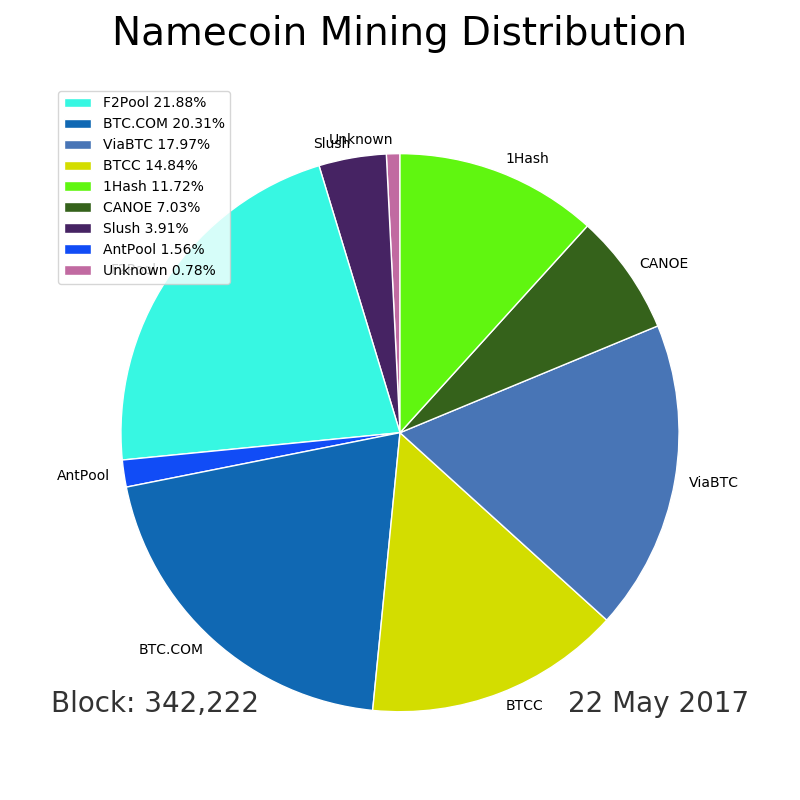 Namecoin Mining Distribution
F2Pool 21.88%
BTC.COM 20.31%
ViaBTC 17.97%
BTCC 14.84%
1Hash 11.72%
CANOE 7.03%
Slush 3.91%
AntPool 1.56%
Unknown 0.78%
Slush
Unknown
1Hash
CANOE
AntPool
ViaBTC
BTC.COM
BTCC
Block: 342,222
22 May 2017